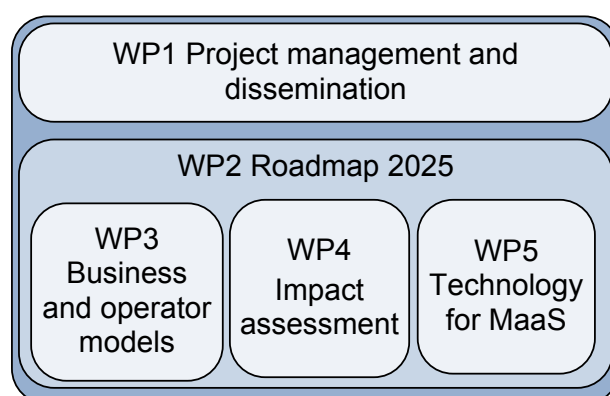 WP1 Project management and
dissemination
WP2 Roadmap 2025
WP3
Business
and operator
models
WP4
Impact
assessment
WP5
Technology
for MaaS